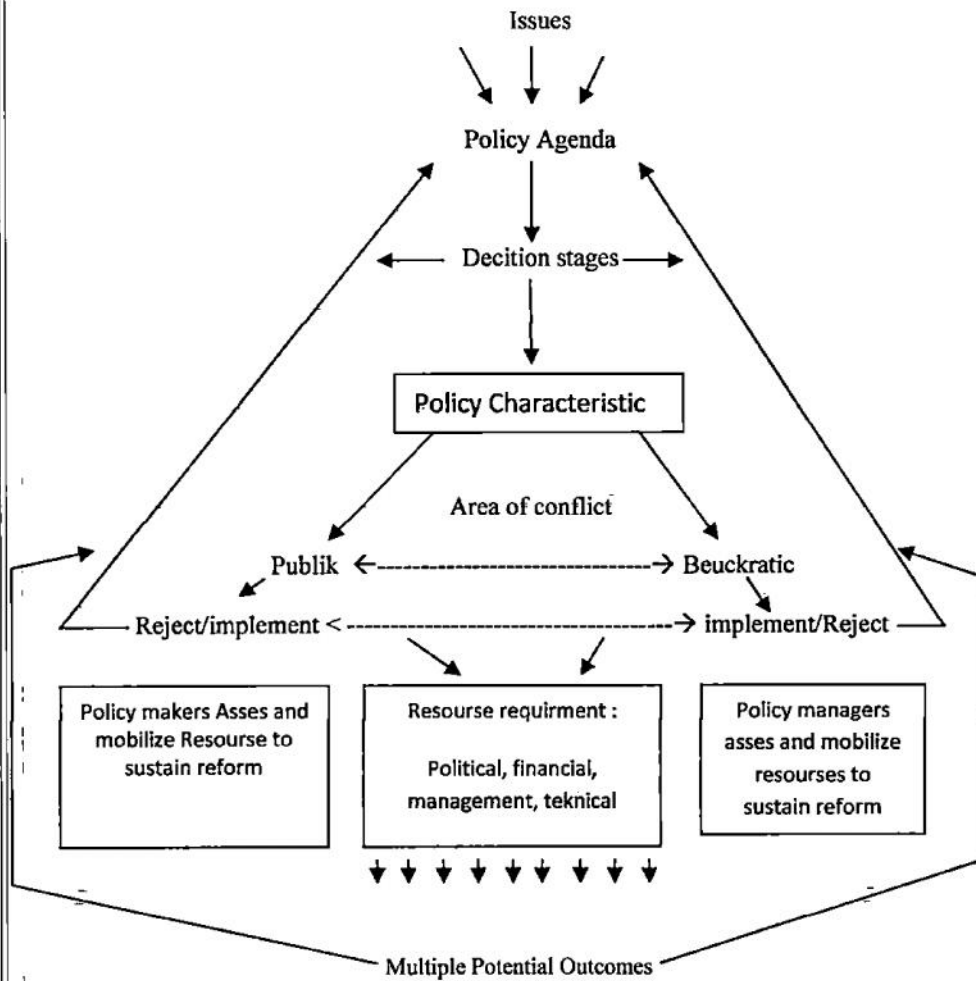 Issues
Policy Agenda
Decition stages
Policy Characteristic
Area of conflict
Publik
Beuckratic
Reject/implement <
implement/Reject
Policy makers Asses and
mobilize Resourse to
sustain reform
Resourse requirment :
Political, financial,
management, teknical
Policy managers
asses and mobilize
resourses to
sustain reform
Multiple Potential Outcomes